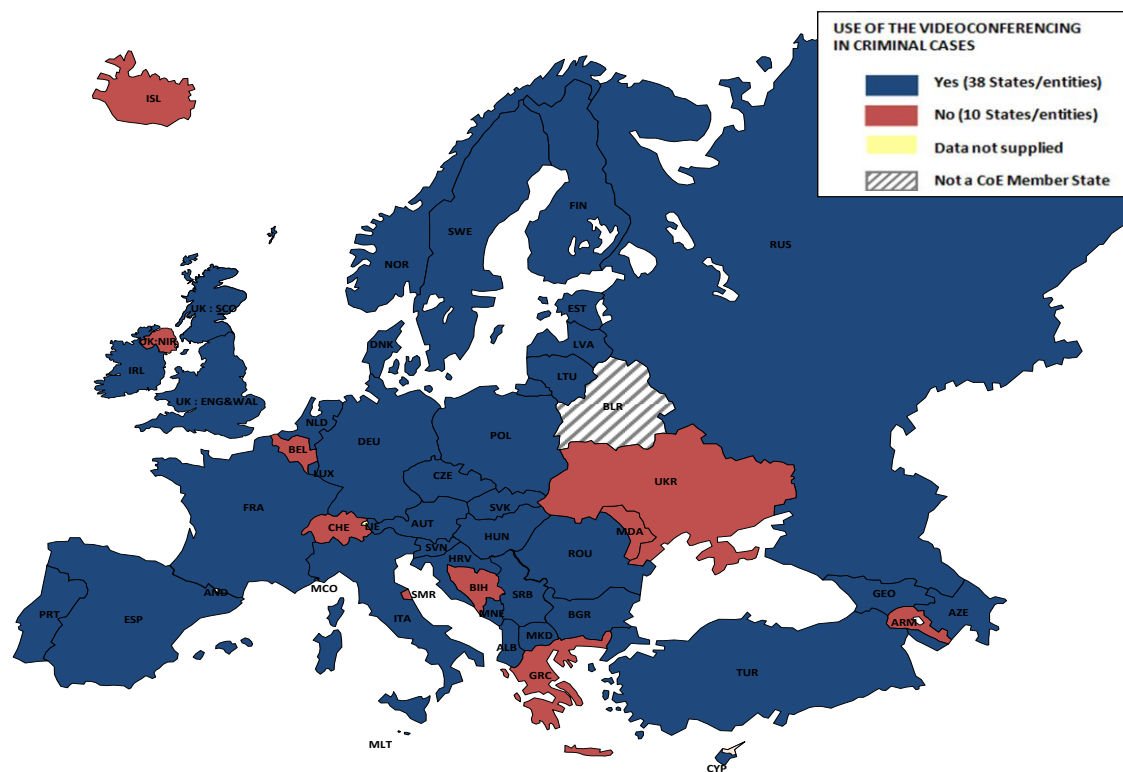 USE OF THE VIDEOCONFERENCING
IN CRIMINAL CASES
Yes (38 States/entities)
No (10 States/entities)
Data not supplied
Not a CoE Member State
ISL
FIN
SWE
RUS
NOR
UK : SCO
EST
UK:NIR
DNK
LVA
IRL
LTU
UK : ENG&WAL
BLR
NLD
DEU
POL
BEL
LUX
CZE
UKR
FRA
SVK
CHE
LIE
AUT
MDA
HUN
ROU
SVN
HRV
AND
MCO
SMR
BIH
SRB
GEO
PRT
ESP
ITA
MNE
BGR
ARM
AZE
MKD
ALB
GRC
TUR
MLT
CYP